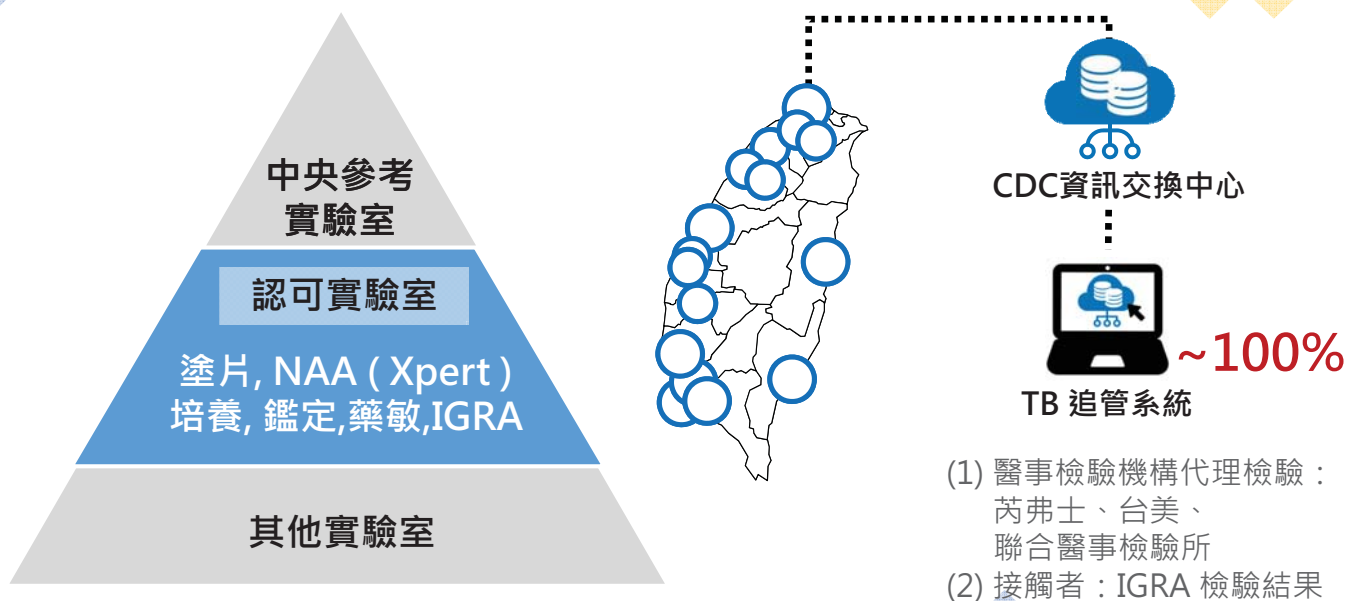 中央參考
實驗室
認可實驗室
塗片, NAA ( Xpert )
培養, 鑑定,藥敏,IGRA
其他實驗室
CDC資訊交換中心
~100%
TB 追管系統
(1) 醫事檢驗機構代理檢驗：
芮弗士、台美、
聯合醫事檢驗所
(2) 接觸者：IGRA 檢驗結果